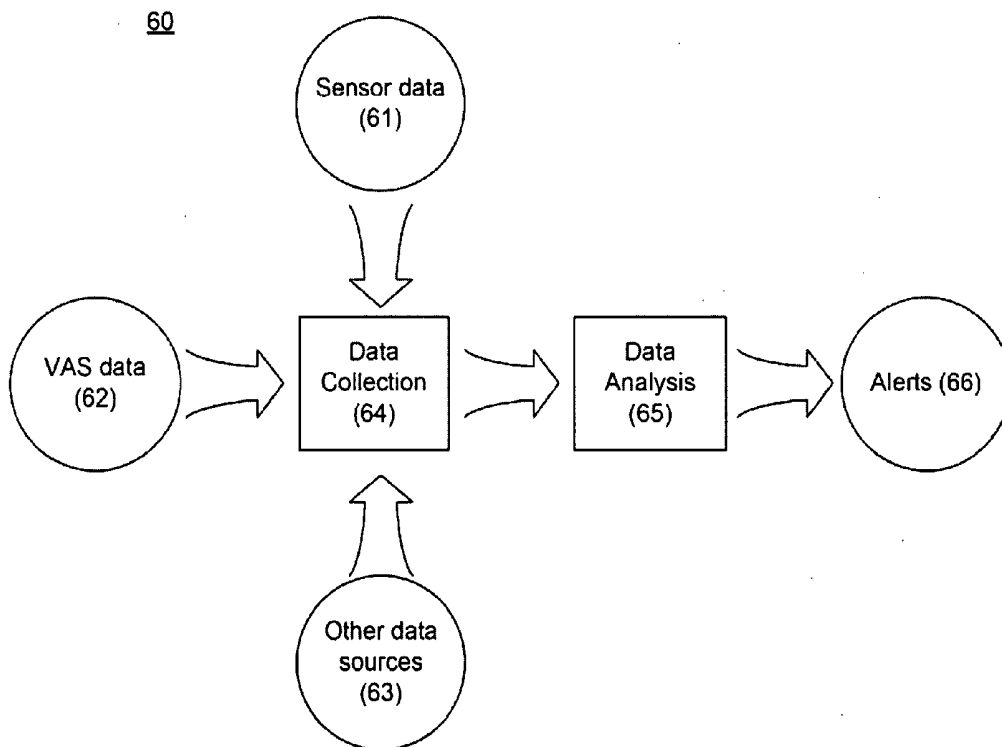 60
Sensor data
(61)
VAS data
(62)
Data
Collection
(64)
Data
Analysis
(65)
Alerts (66)
Other data
sources
(63)